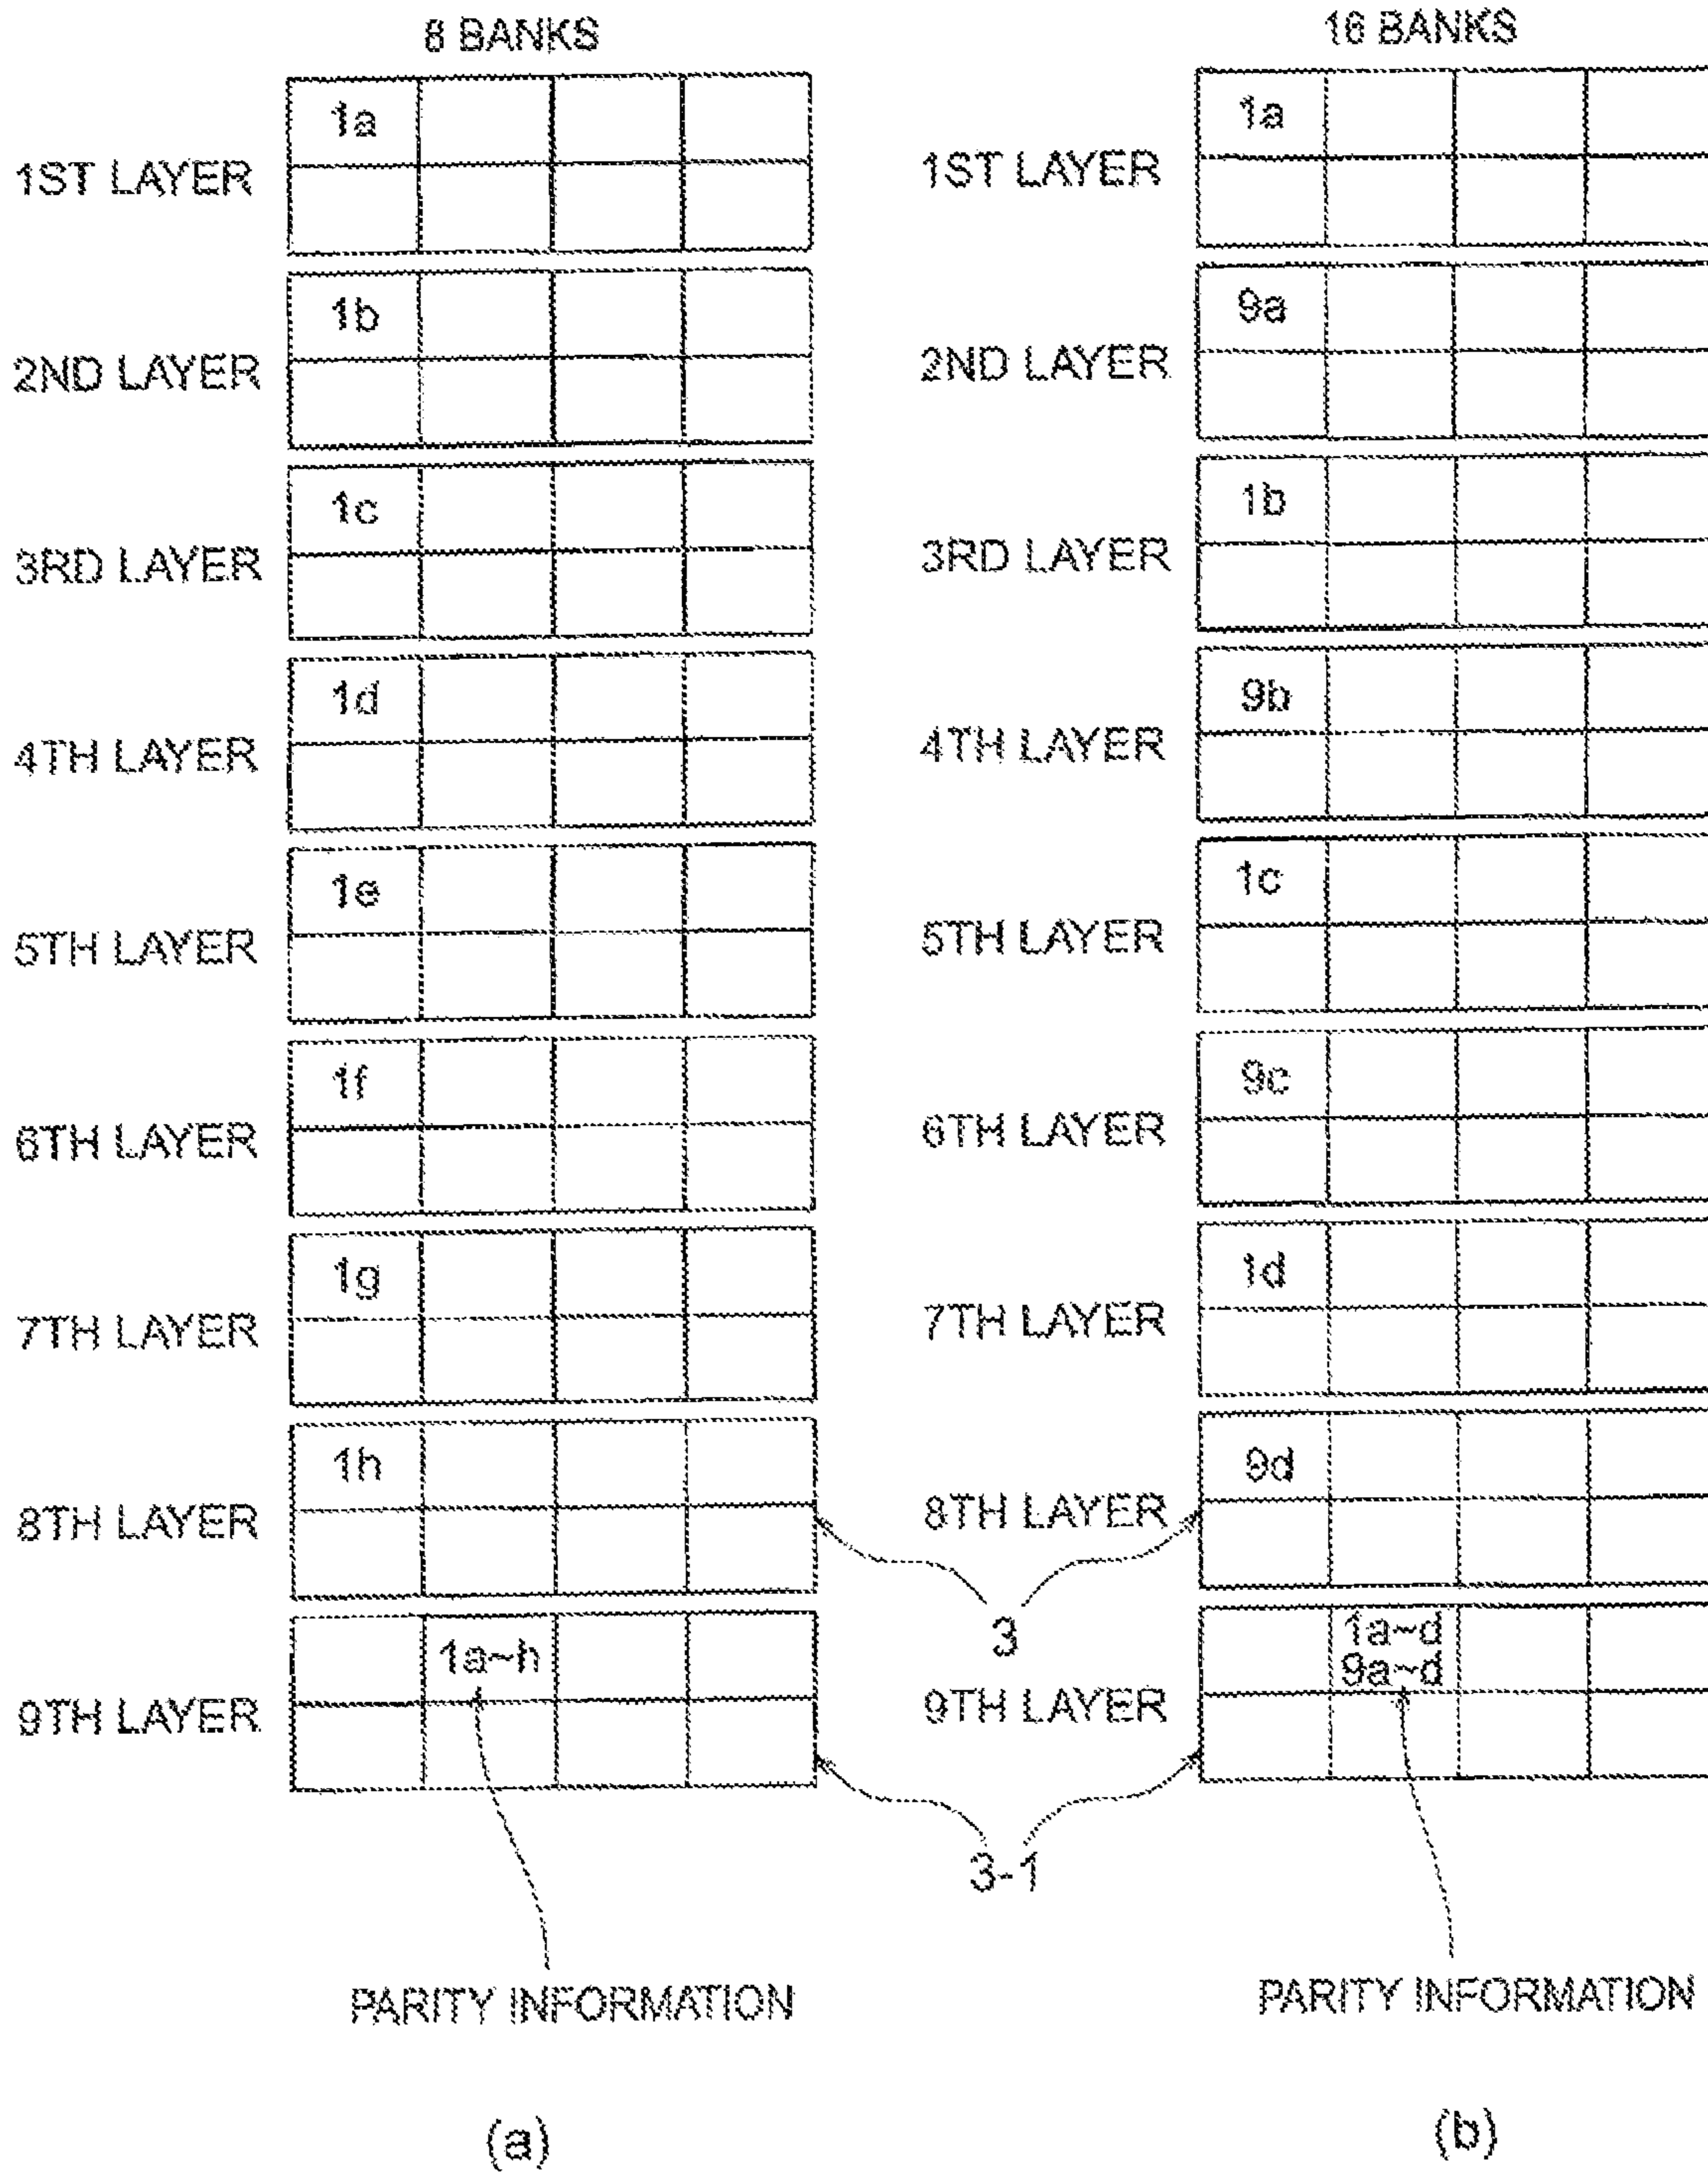 8 BANKS
1a
1ST LAYER
1b
2ND LAYER
1c
3RD LAYER
1d
4TH LAYER
1e
5TH LAYER
1f
6TH LAYER
1g
7TH LAYER
1h
8TH LAYER
1a~h
9TH LAYER
PARITY INFORMATION
(a)
3
3-1
16 BANKS
1a
1ST LAYER
9a
2ND LAYER
1b
3RD LAYER
9b
4TH LAYER
1c
5TH LAYER
9c
6TH LAYER
1d
7TH LAYER
9d
8TH LAYER
1a~d
9a~d
9TH LAYER
PARITY INFORMATION
(b)